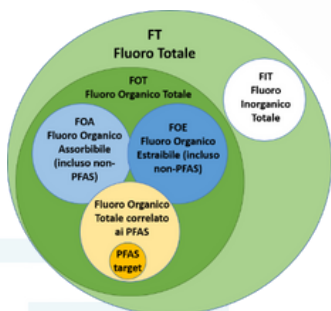 FT
Fluoro Totale
FOT
Fluoro Organico Totale
FIT
Fluoro
Inorganico
Totale
FOA
Fluoro Organico
Assorbibile
(incluso non-
PFAS)
FOE
Fluoro Organico
Estraibile (incluso
non-PFAS)
Fluoro Organico
Totale correlato
ai PFAS
PFAS
target